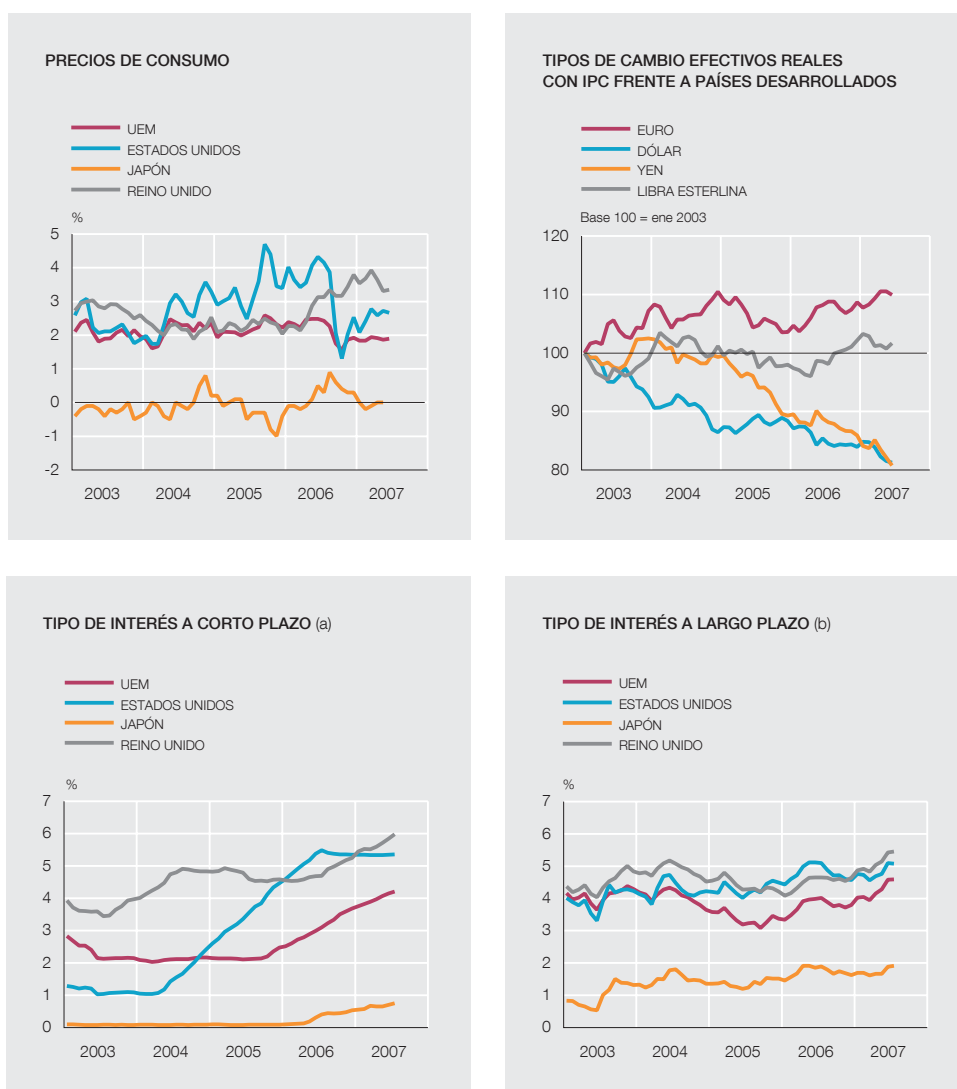 PRECIOS DE CONSUMO
UEM
ESTADOS UNIDOS
JAPÓN
REINO UNIDO
%
5
4
3
2
1
0
-1
-2
2003 2004 2005 2006 2007
TIPOS DE CAMBIO EFECTIVOS REALES
CON IPC FRENTE A PAÍSES DESARROLLADOS
EURO
DÓLAR
YEN
LIBRA ESTERLINA
Base 100 = ene 2003
120
110
100
90
80
2003 2004 2005 2006 2007
TIPO DE INTERÉS A CORTO PLAZO (a)
UEM
ESTADOS UNIDOS
JAPÓN
REINO UNIDO
%
7
6
5
4
3
2
1
0
2003 2004 2005 2006 2007
TIPO DE INTERÉS A LARGO PLAZO (b)
UEM
ESTADOS UNIDOS
JAPÓN
REINO UNIDO
%
7
6
5
4
3
2
1
0
2003 2004 2005 2006 2007